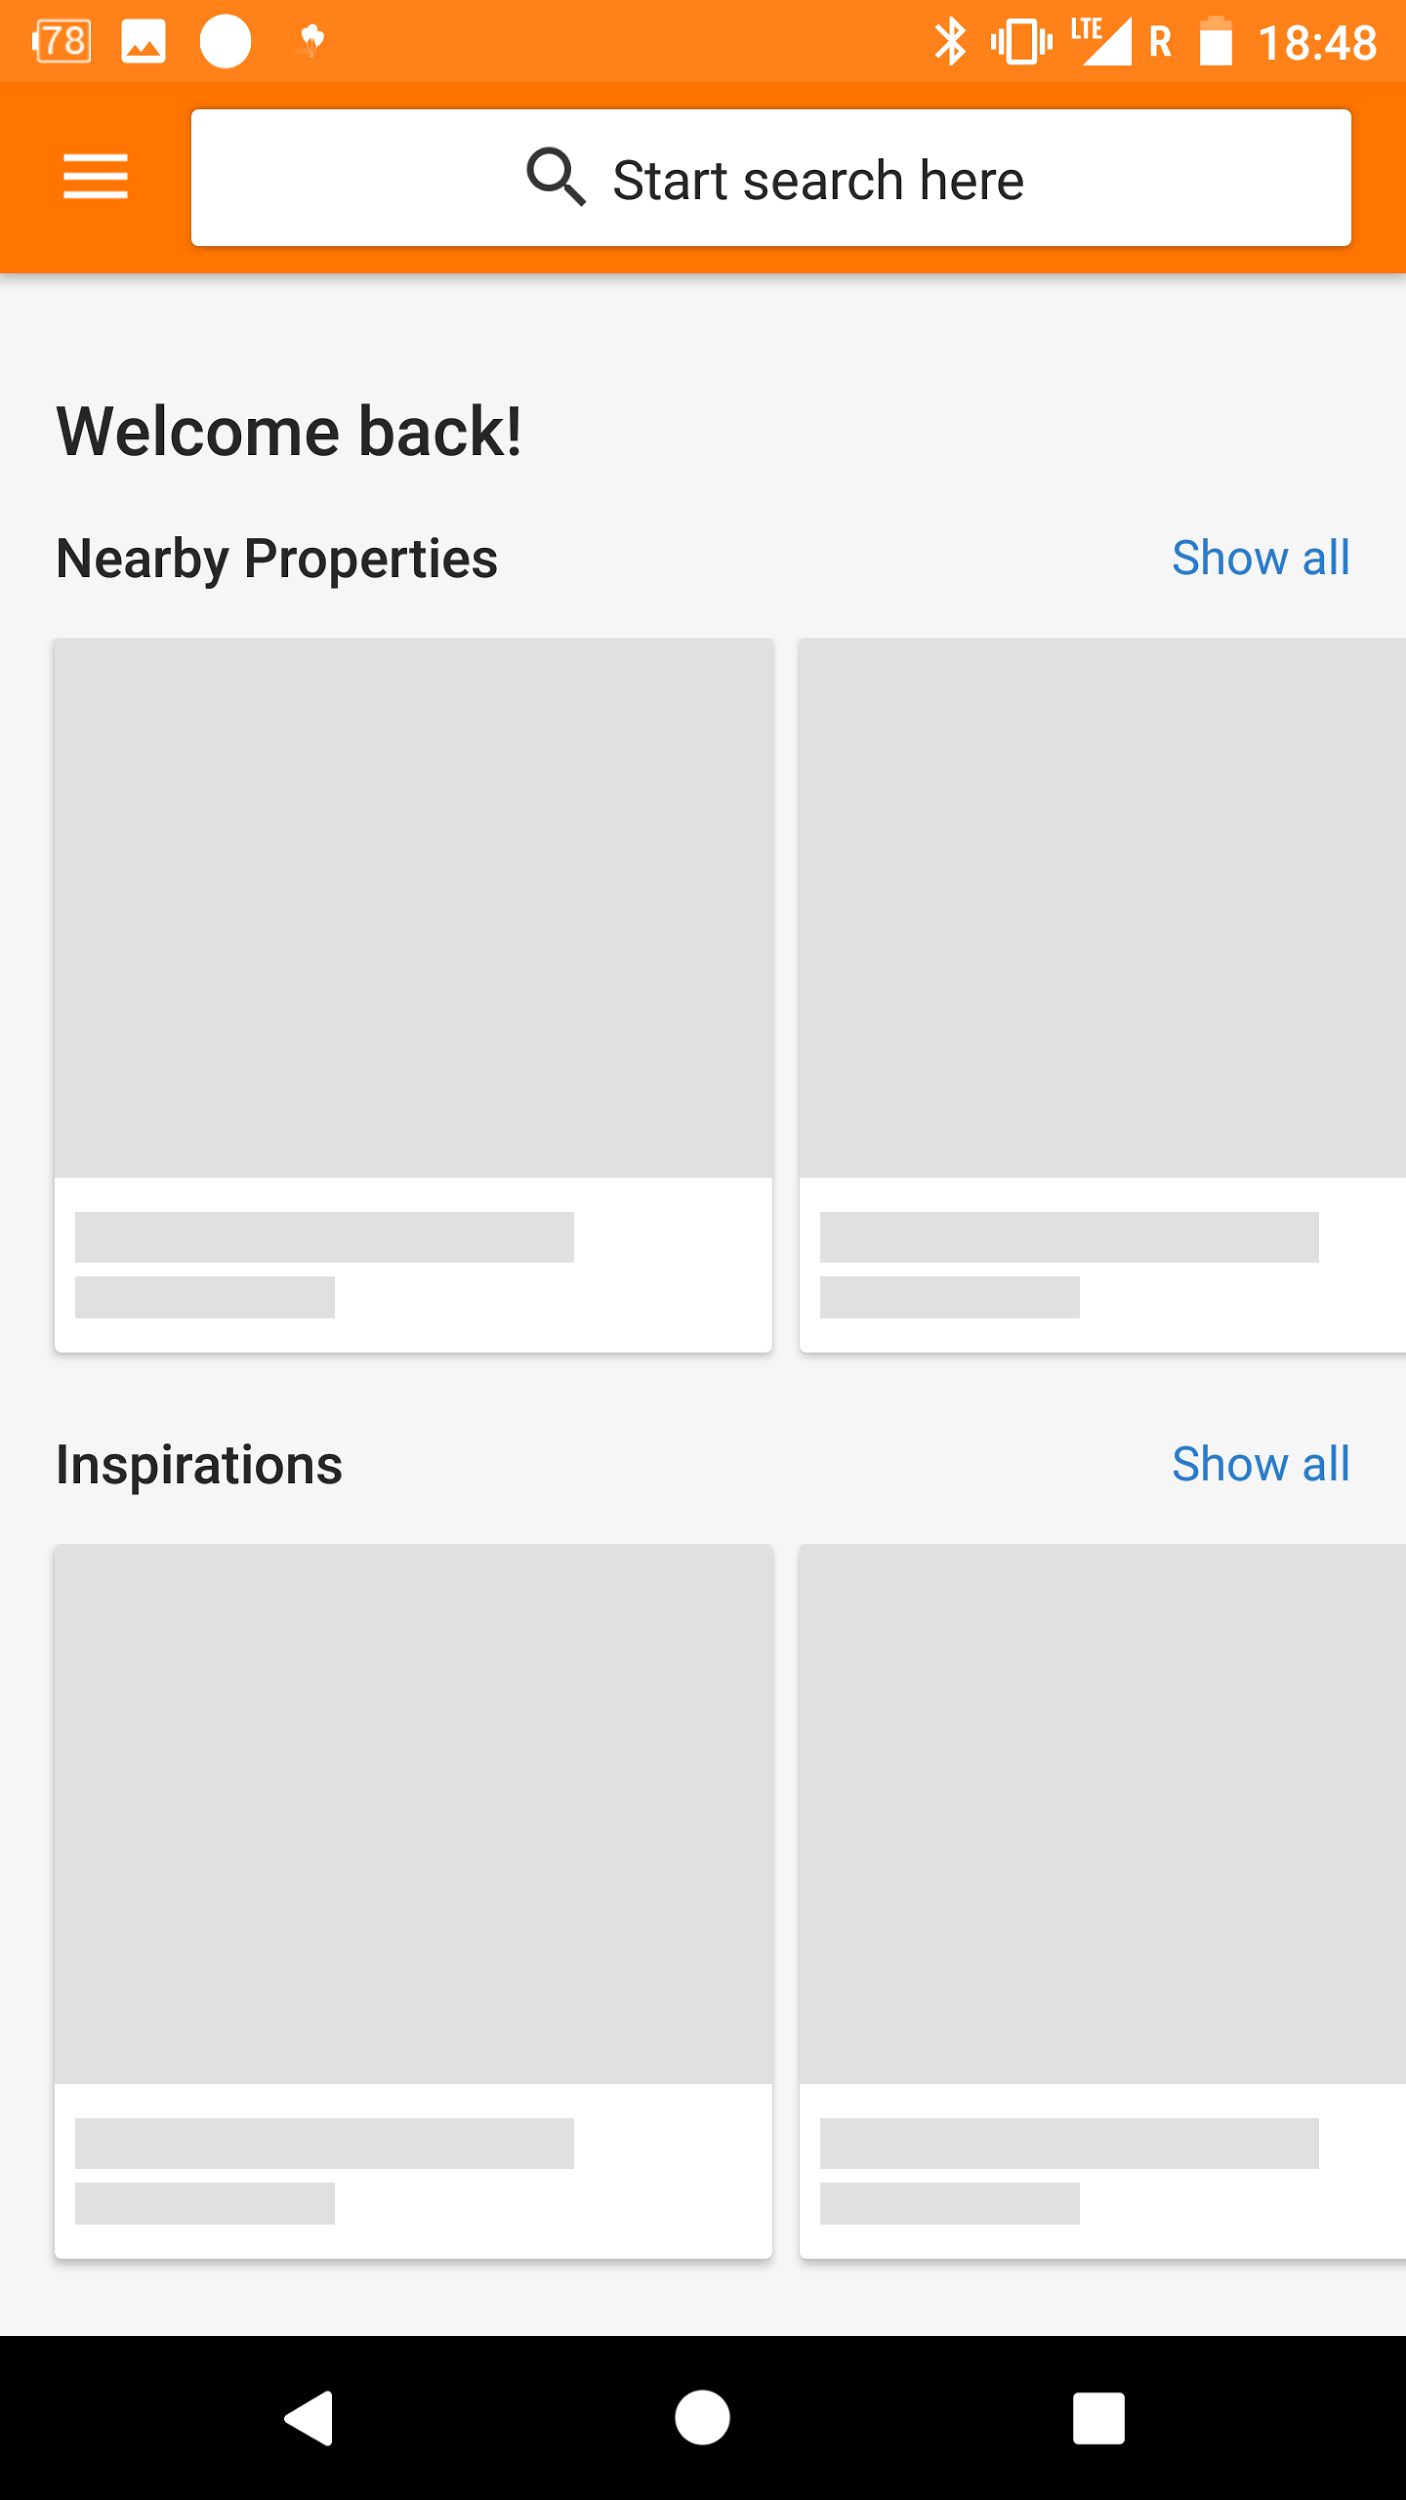 78
LTE
R
18:48
Start search here
Welcome back!
Nearby Properties
Show all
Inspirations
Show all